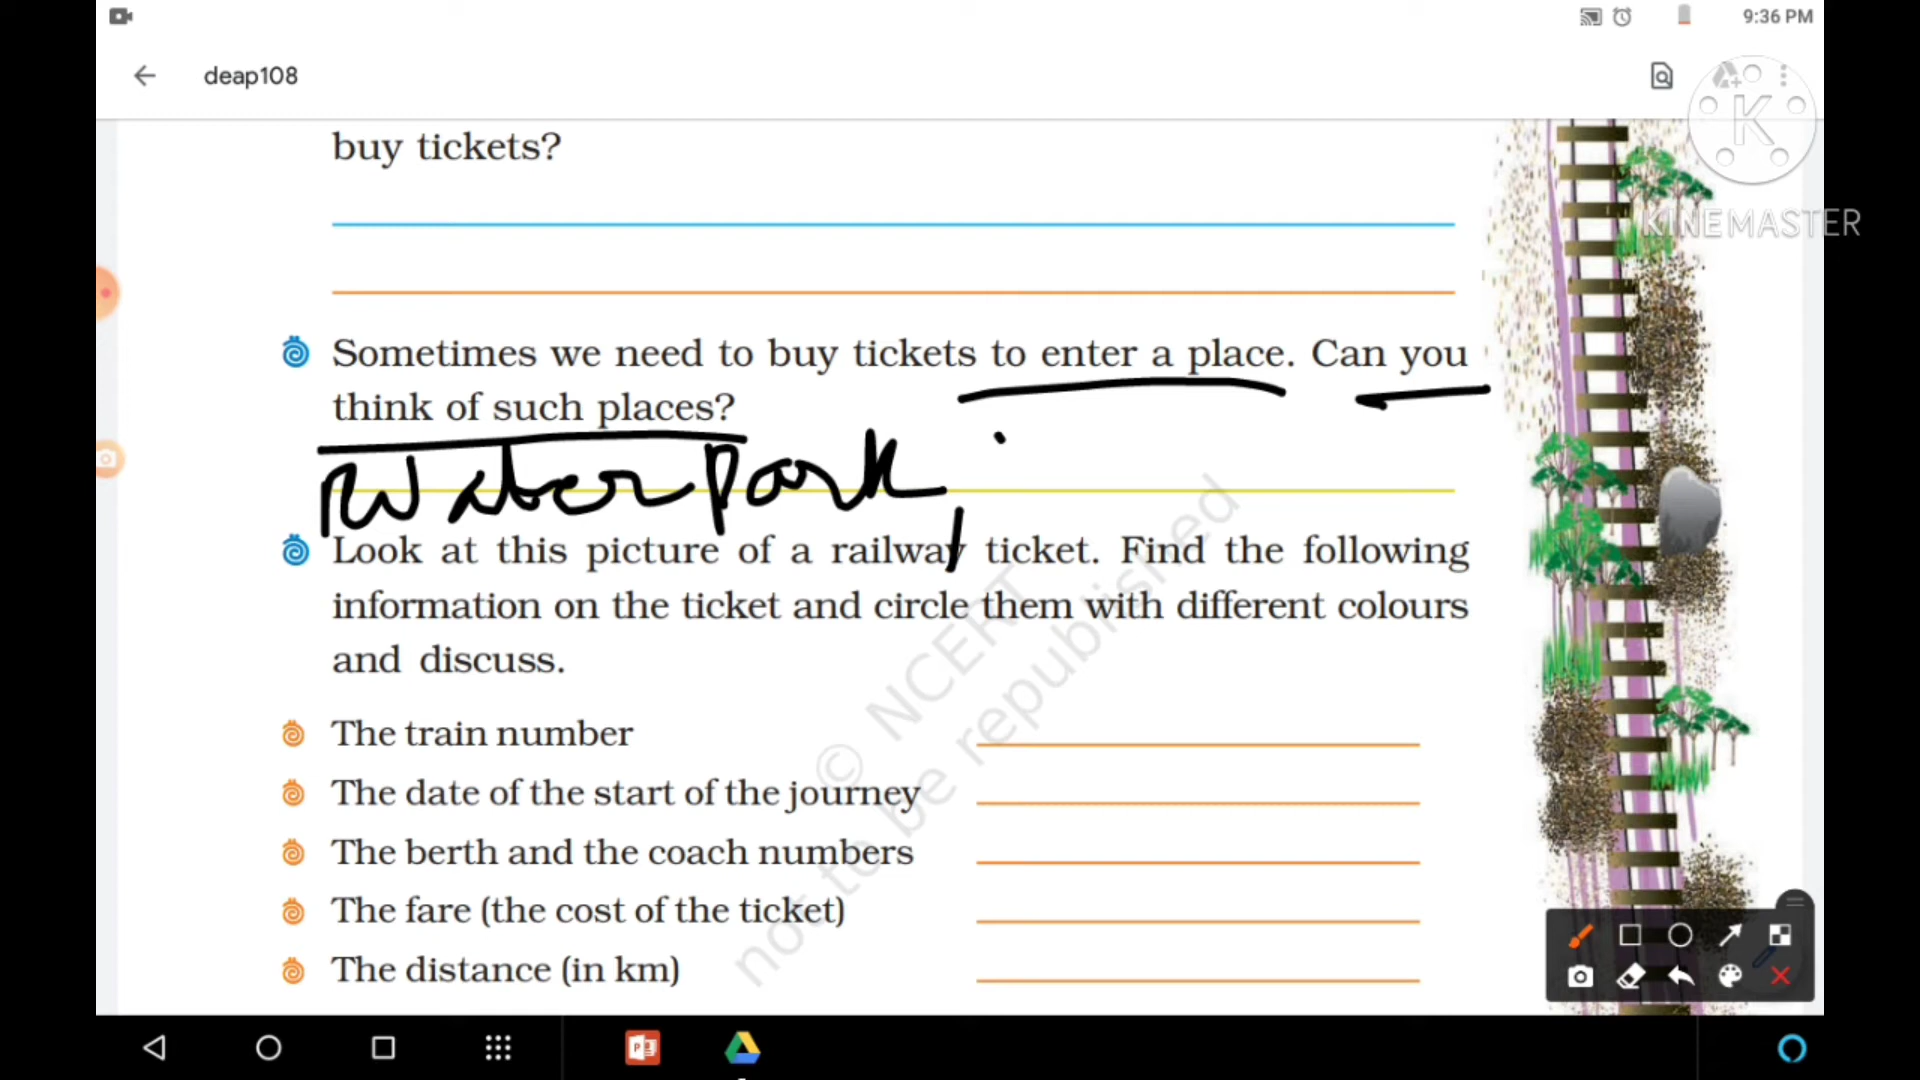 9:36 PM
deap108
K
KINEMASTER
buy tickets?
Sometimes we need to buy tickets to enter a place. Can you
think of such places?
Water park,
Look at this picture of a railway ticket. Find the following
information on the ticket and circle them with different colours
and discuss.
The train number
The date of the start of the journey
The berth and the coach numbers
The fare (the cost of the ticket)
The distance (in km)
© NCERT
not to be republished